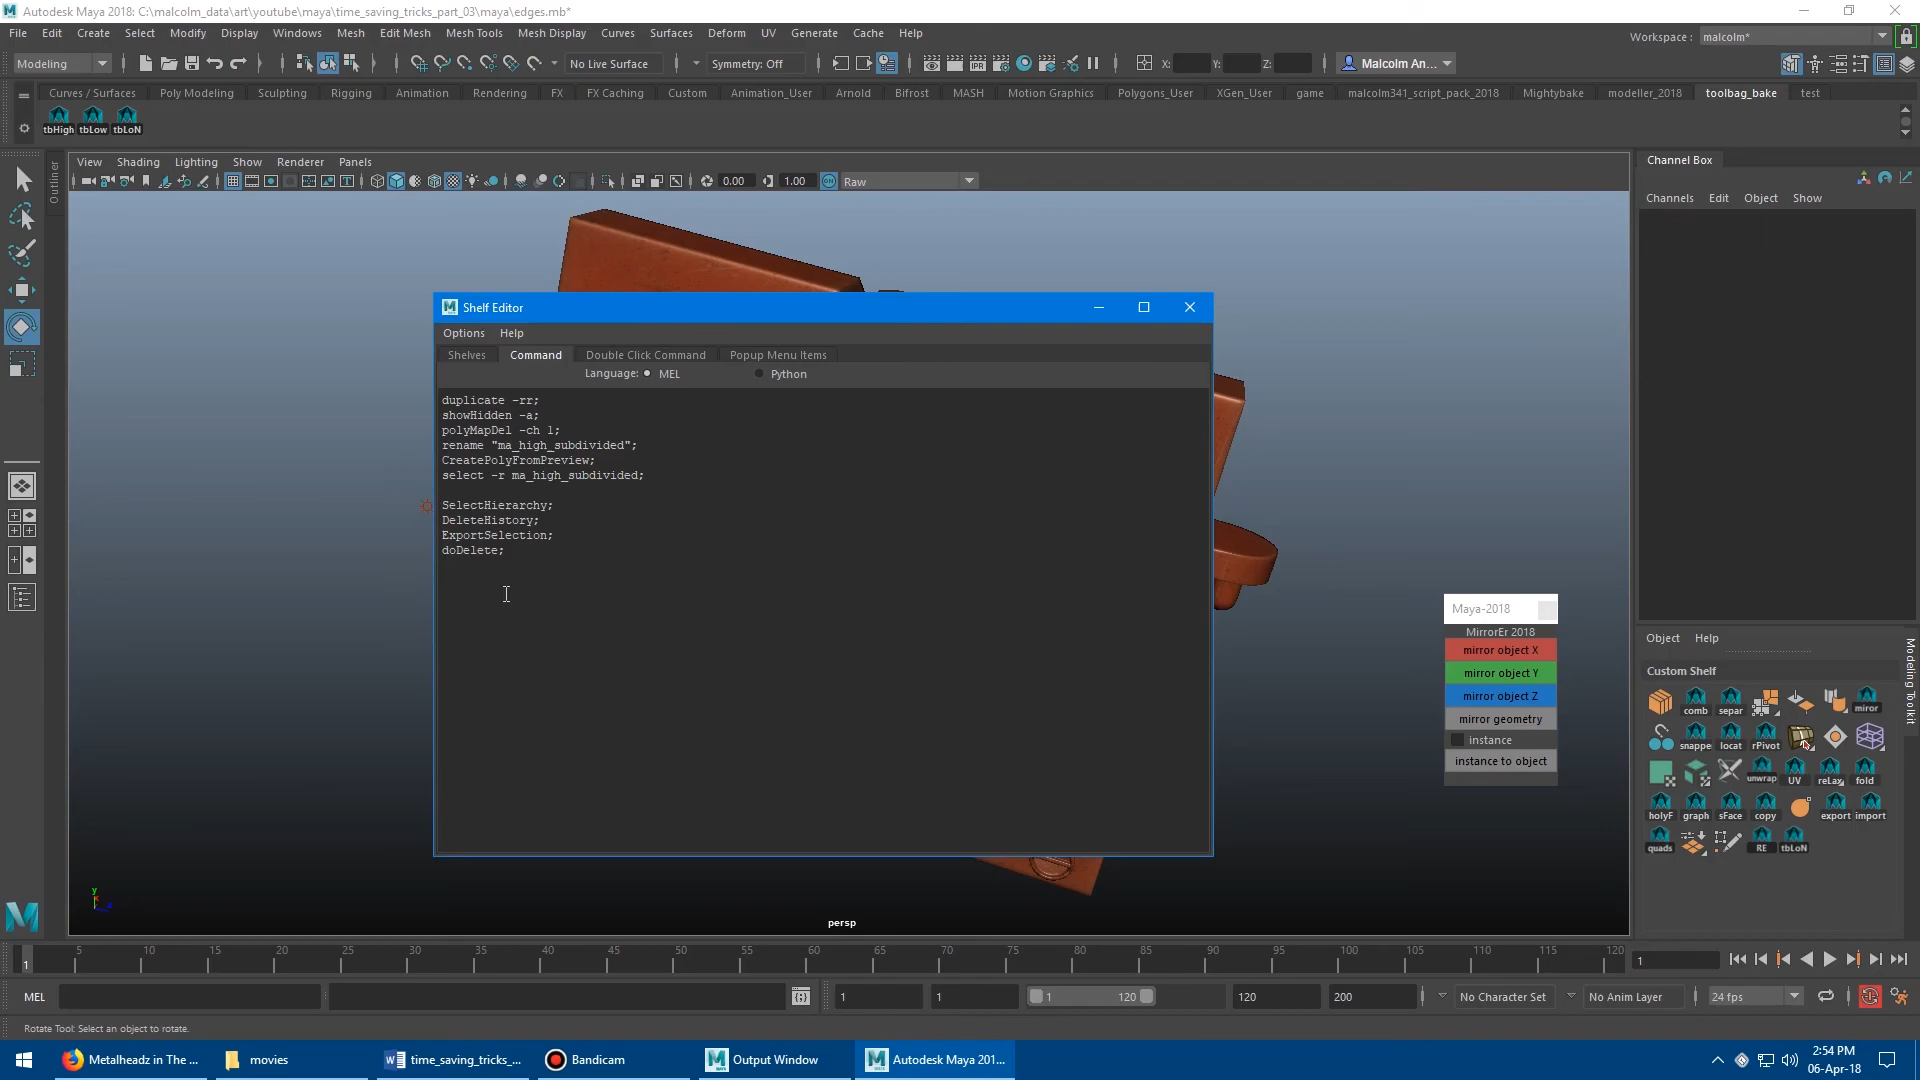 Autodesk Maya 2018: C:\malcolm_data\art\youtube\maya\time_saving_tricks_part_03\maya\edges.mb*
File Edit Create Select Modify Display Windows Mesh Edit Mesh Mesh Tools Mesh Display Curves Surfaces Deform UV Generate Cache Help
Workspace : malcolm*
Modeling
No Live Surface
Symmetry: Off
X: Y: Z:
Malcolm An...
Curves / Surfaces Poly Modeling Sculpting Rigging Animation Rendering FX FX Caching Custom Animation_User Arnold Bifrost MASH Motion Graphics Polygons_User XGen_User game malcolm341_script_pack_2018 Mightybake modeller_2018 toolbag_bake test
tbHigh tbLow tbLoN
Outliner
View Shading Lighting Show Renderer Panels
0.00 1.00 Raw
Channel Box
Channels Edit Object Show
Shelf Editor
Options Help
Shelves Command Double Click Command Popup Menu Items
Language: MEL Python
duplicate -rr;
showHidden -a;
polyMapDel -ch 1;
rename "ma_high_subdivided";
CreatePolyFromPreview;
select -r ma_high_subdivided;
SelectHierarchy;
DeleteHistory;
ExportSelection;
doDelete;
Maya-2018
MirrorEr 2018
mirror object X
mirror object Y
mirror object Z
mirror geometry
instance
instance to object
Object Help
Modeling Toolkit
Custom Shelf
comb separ miror
snappe locat rPivot
unwrap UV reLax fold
holyF graph sFace copy export import
quads RE tbLoN
y
persp
5 10 15 20 25 30 35 40 45 50 55 60 65 70 75 80 85 90 95 100 105 110 115 120
1
1
MEL
1 1 1 120 120 200
No Character Set No Anim Layer 24 fps
Rotate Tool: Select an object to rotate.
Metalheadz in The ... movies time_saving_tricks_... Bandicam Output Window Autodesk Maya 201...
2:54 PM
06-Apr-18